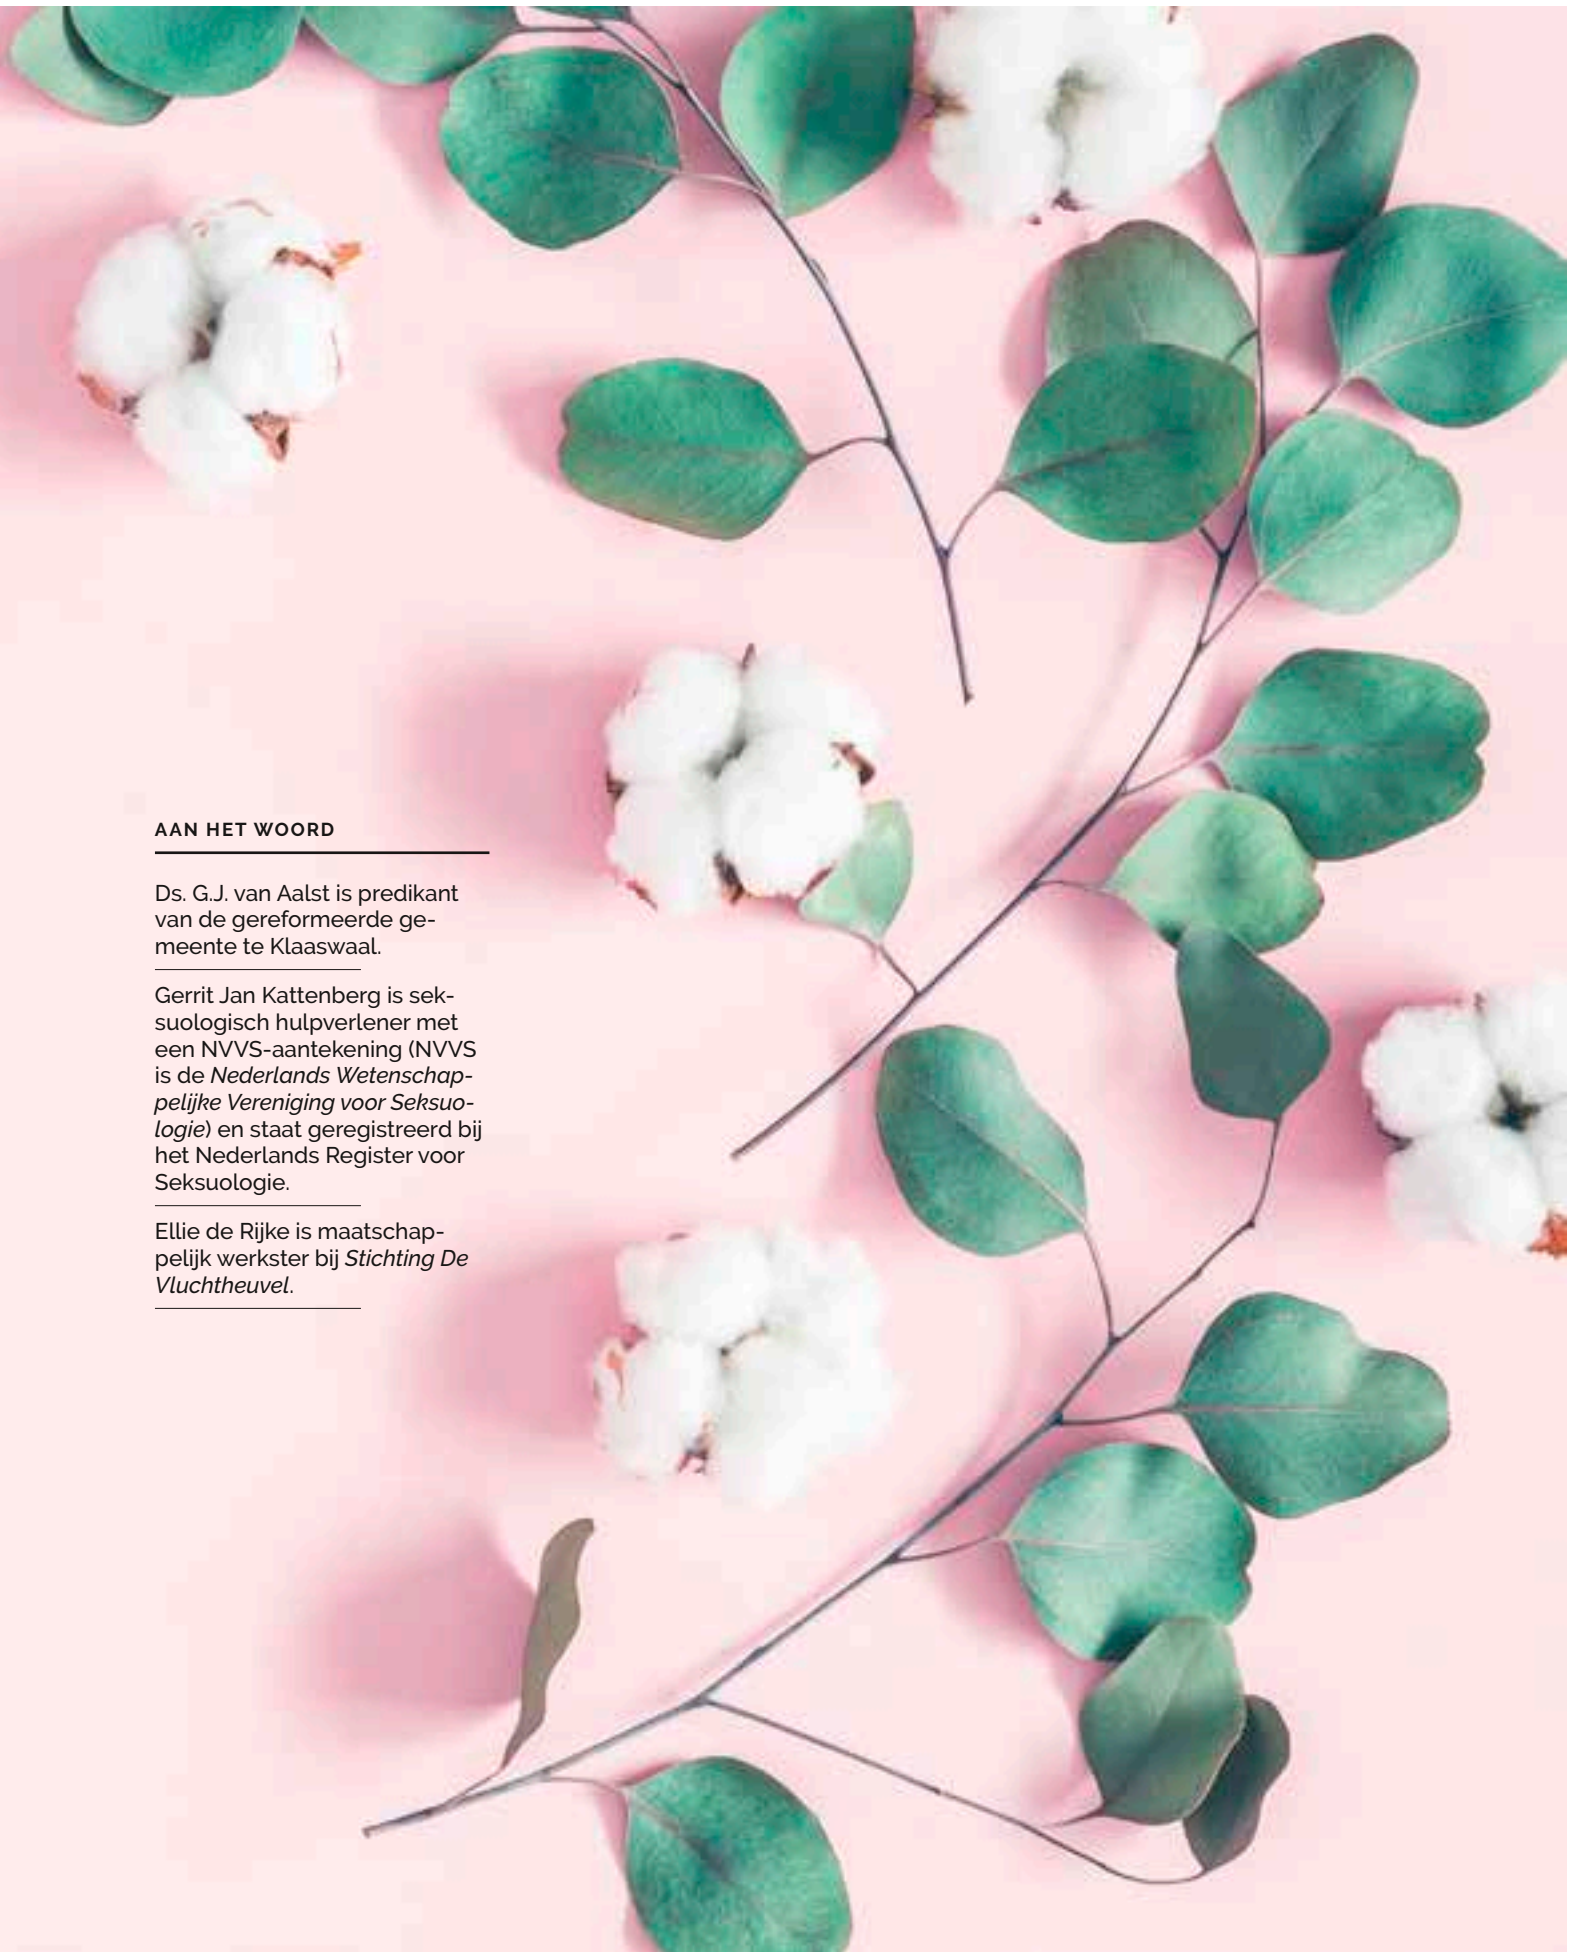 AAN HET WOORD
Ds. G.J. van Aalst is predikant
van de gereformeerde ge-
meente te Klaaswaal.
Gerrit Jan Kattenberg is sek-
suologisch hulpverlener met
een NVVS-aantekening (NVVS
is de Nederlands Wetenschap-
pelijke Vereniging voor Seksuo-
logie) en staat geregistreerd bij
het Nederlands Register voor
Seksuologie.
Ellie de Rijke is maatschap-
pelijk werkster bij Stichting De
Vluchtheuvel.